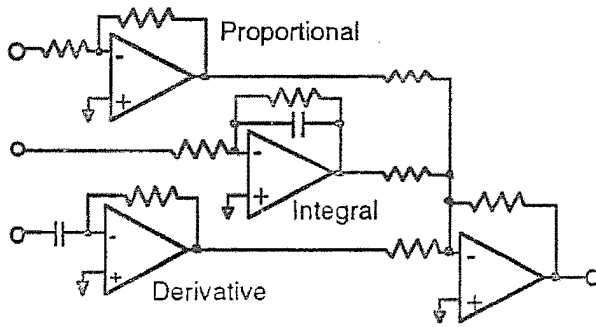 Proportional
-
+
-
+
Integral
-
+
Derivative
-
+